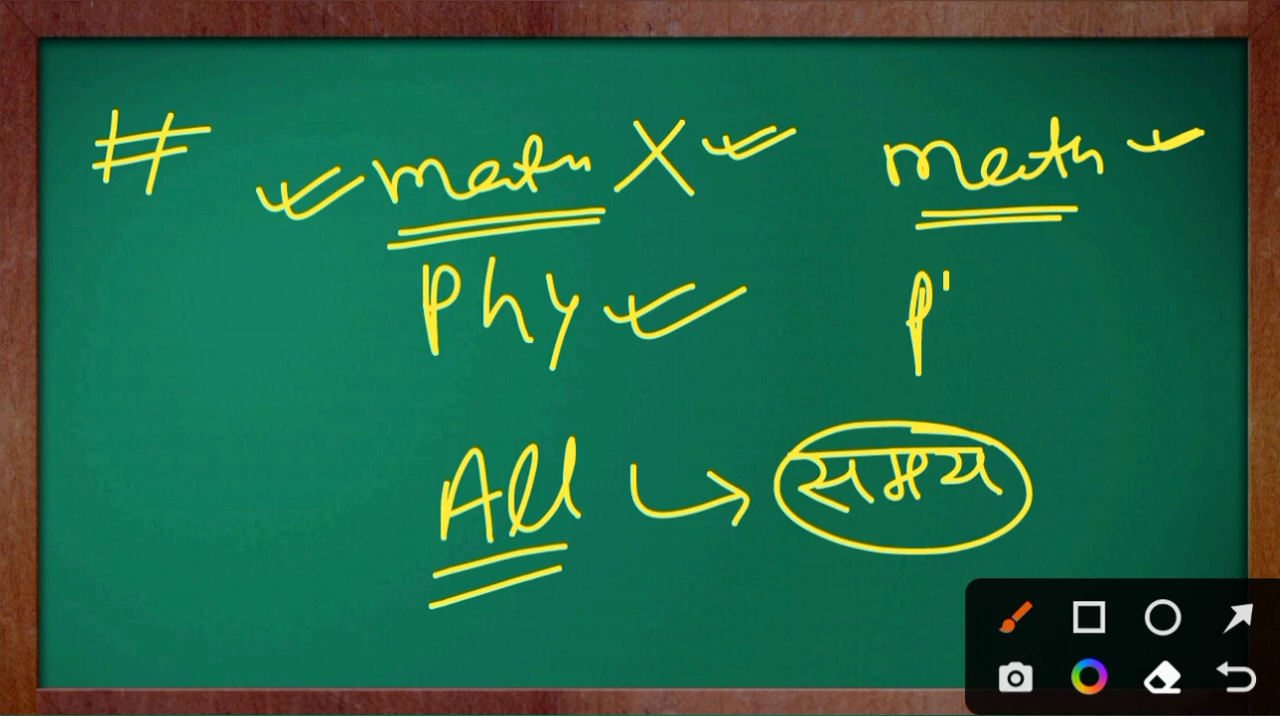 # math X math
Phy P'
All → समय